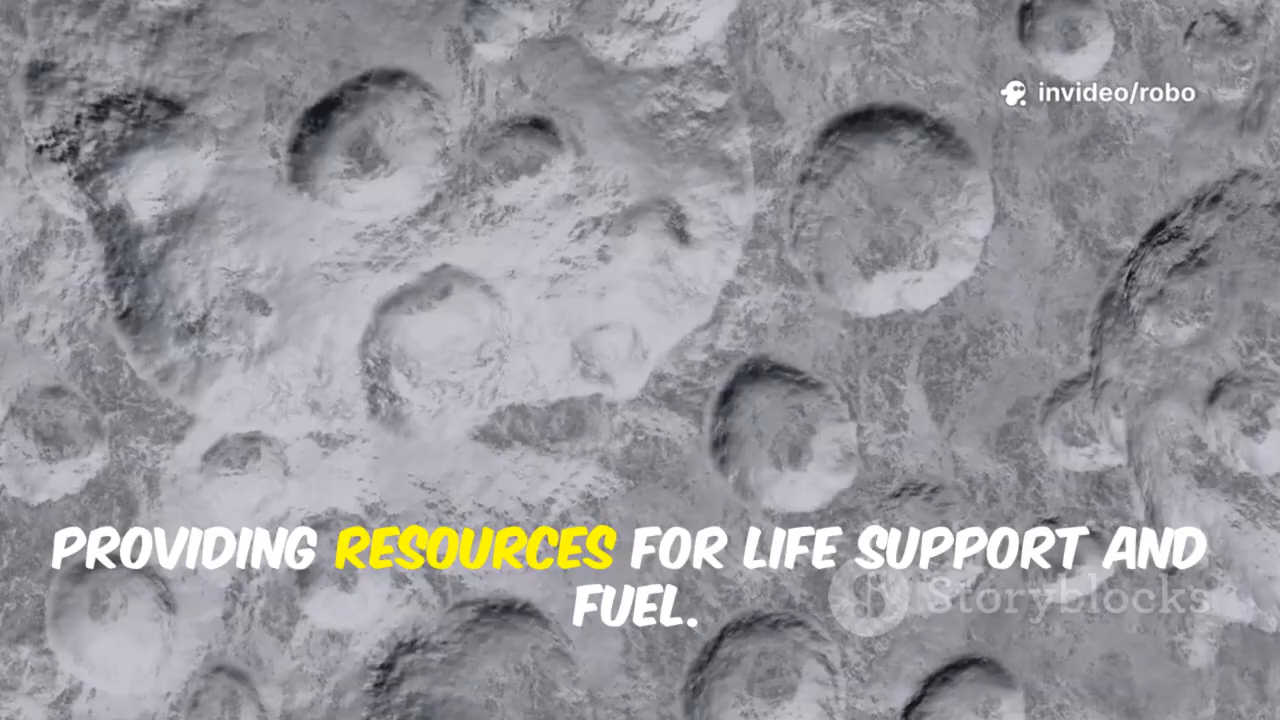 invideo/robo
PROVIDING RESOURCES FOR LIFE SUPPORT AND
FUEL.
Storyblocks